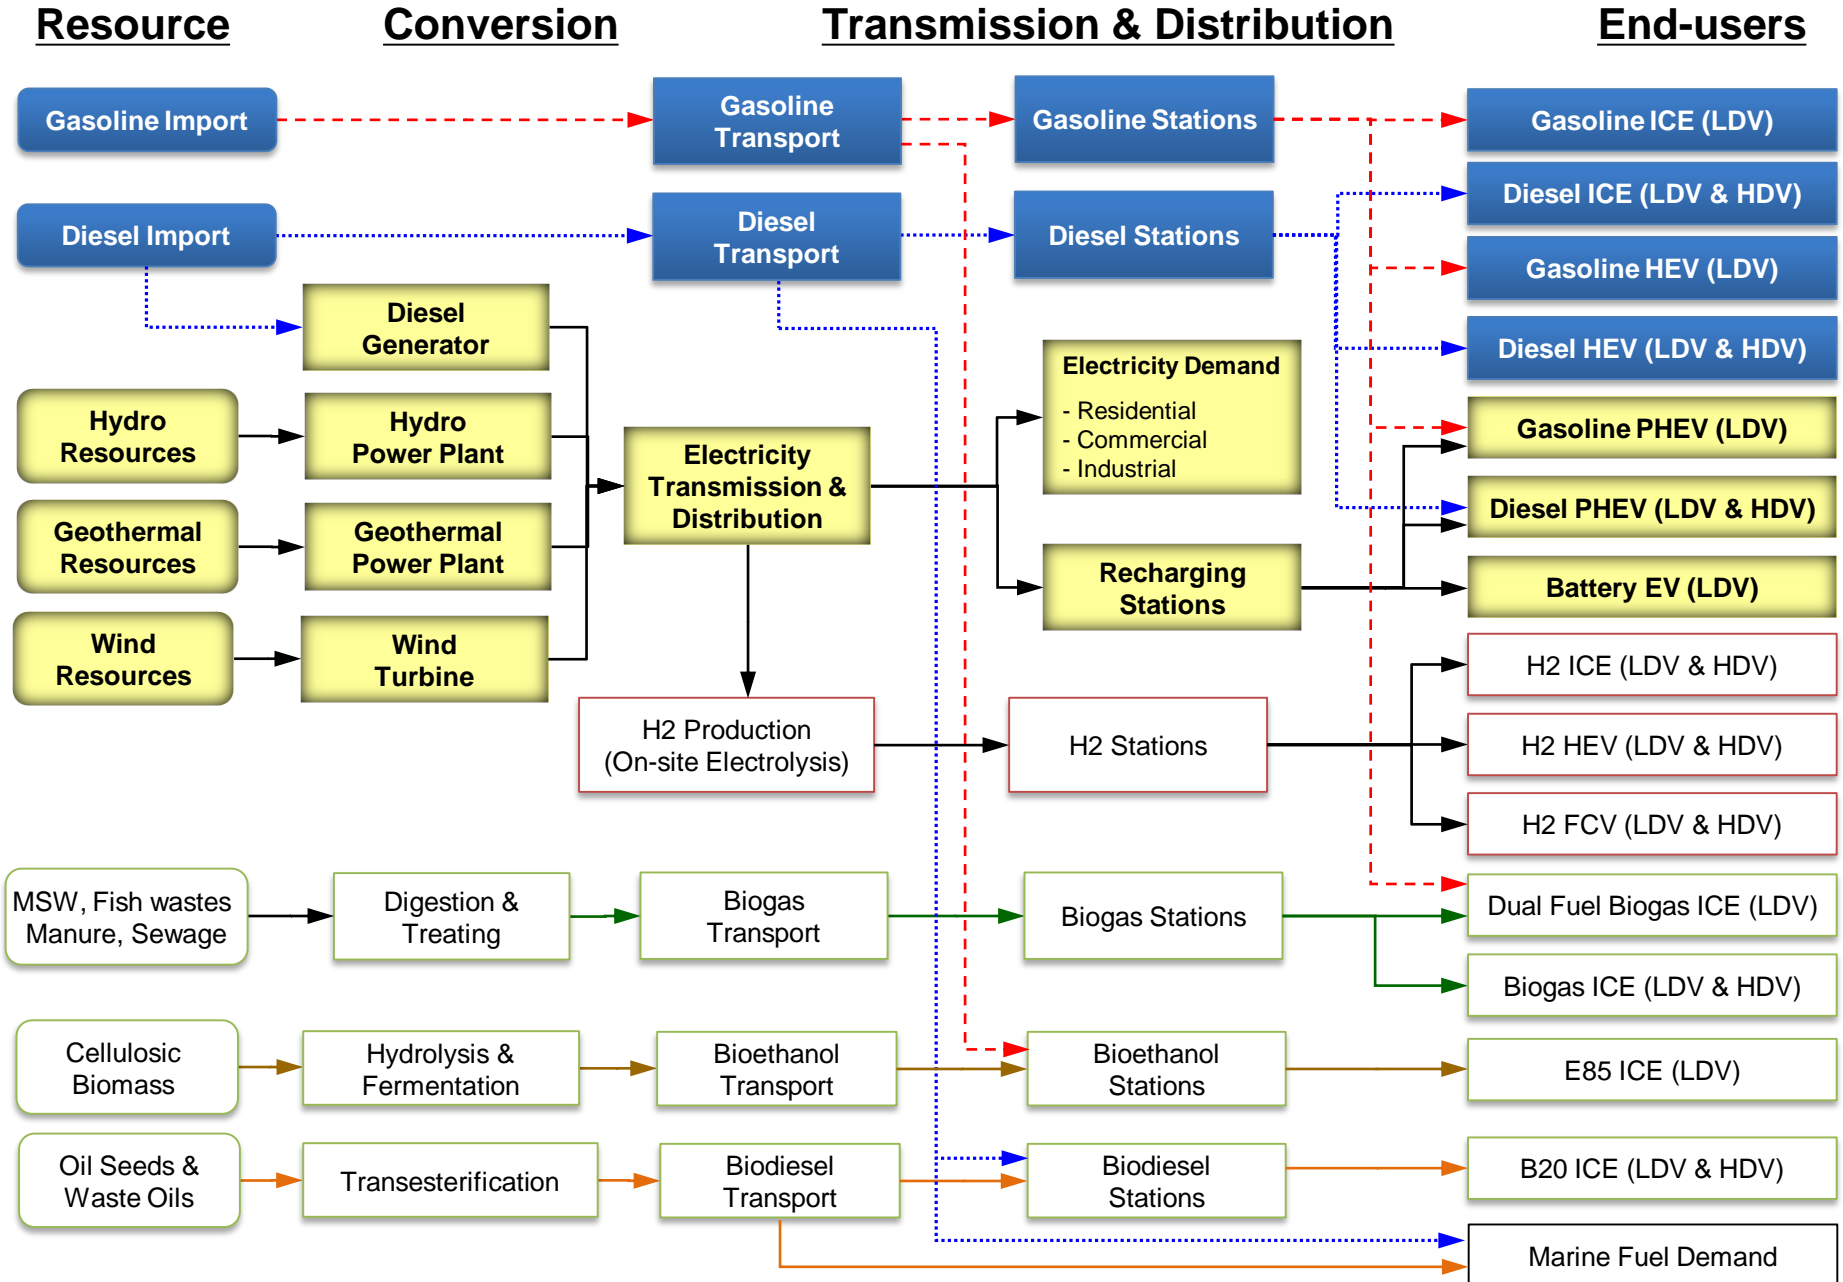 Resource
Conversion
Transmission & Distribution
End-users
Gasoline Import
Gasoline
Transport
Gasoline Stations
Gasoline ICE (LDV)
Diesel ICE (LDV & HDV)
Diesel Import
Diesel
Transport
Diesel Stations
Gasoline HEV (LDV)
Diesel
Generator
Diesel HEV (LDV & HDV)
Electricity Demand
- Residential
- Commercial
- Industrial
Hydro
Resources
Hydro
Power Plant
Gasoline PHEV (LDV)
Electricity
Transmission &
Distribution
Diesel PHEV (LDV & HDV)
Geothermal
Resources
Geothermal
Power Plant
Recharging
Stations
Battery EV (LDV)
Wind
Resources
Wind
Turbine
H2 ICE (LDV & HDV)
H2 Production
(On-site Electrolysis)
H2 Stations
H2 HEV (LDV & HDV)
H2 FCV (LDV & HDV)
MSW, Fish wastes
Manure, Sewage
Digestion &
Treating
Biogas
Transport
Biogas Stations
Dual Fuel Biogas ICE (LDV)
Biogas ICE (LDV & HDV)
Cellulosic
Biomass
Hydrolysis &
Fermentation
Bioethanol
Transport
Bioethanol
Stations
E85 ICE (LDV)
Oil Seeds &
Waste Oils
Transesterification
Biodiesel
Transport
Biodiesel
Stations
B20 ICE (LDV & HDV)
Marine Fuel Demand